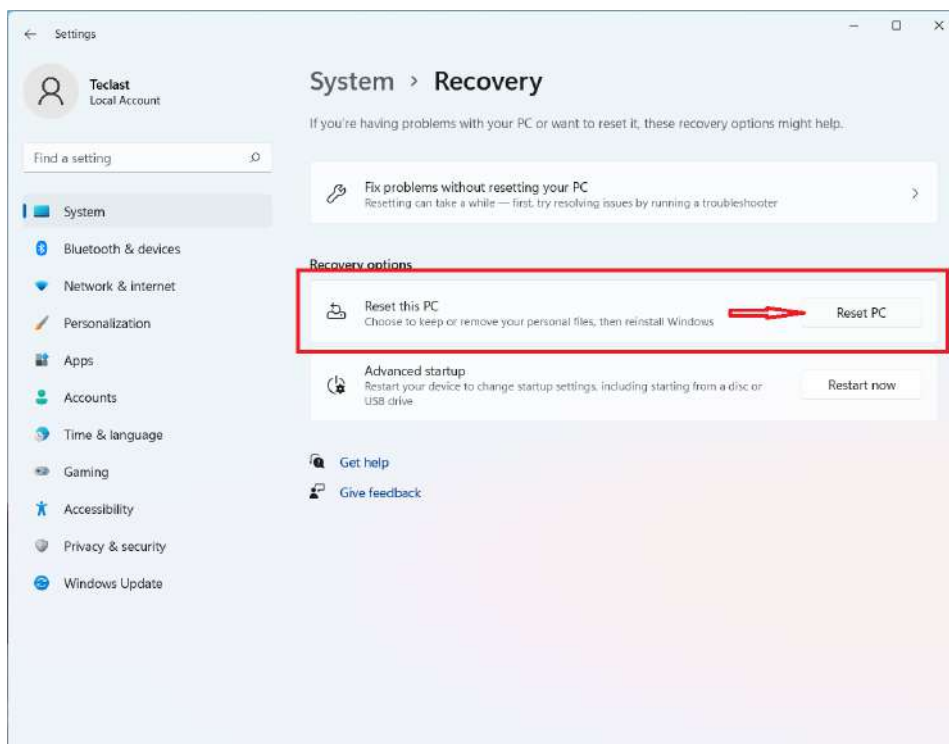 Settings
Teclast
Local Account
Find a setting
System
Bluetooth & devices
Network & internet
Personalization
Apps
Accounts
Time & language
Gaming
Accessibility
Privacy & security
Windows Update
System > Recovery
If you're having problems with your PC or want to reset it, these recovery options might help.
Fix problems without resetting your PC
Resetting can take a while — first, try resolving issues by running a troubleshooter
Recovery options
Reset this PC
Choose to keep or remove your personal files, then reinstall Windows
Reset PC
Advanced startup
Restart your device to change startup settings, including starting from a disc or
USB drive
Restart now
Get help
Give feedback